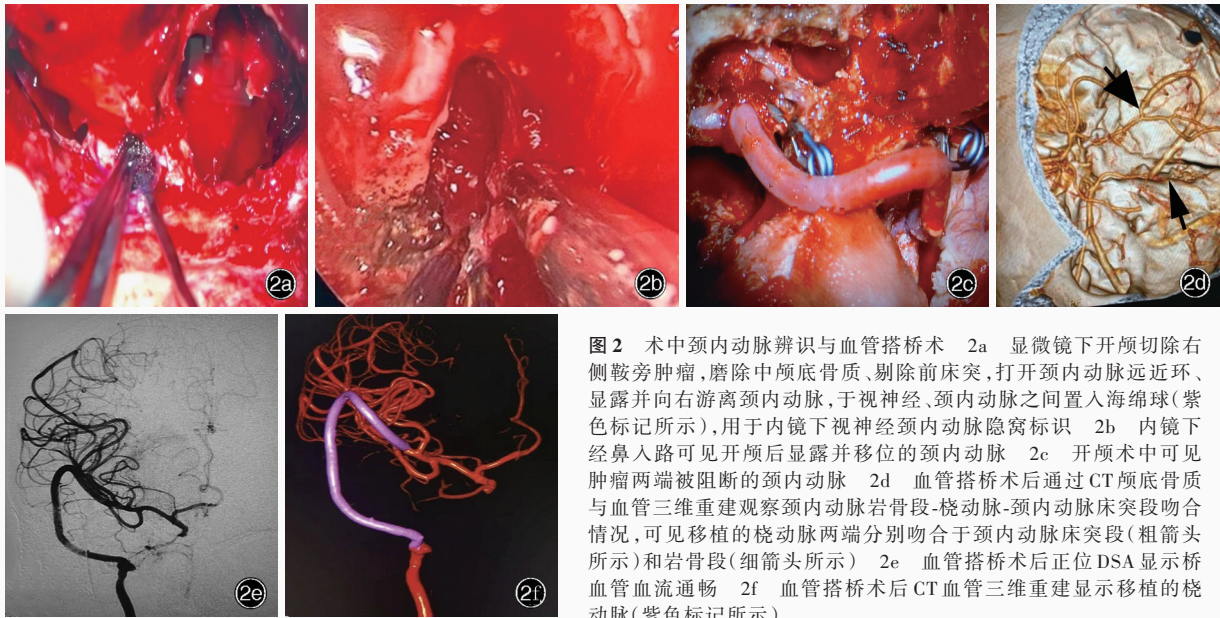 2a
2b
2c
2d
2e
2f
图2 术中颈内动脉辨识与血管搭桥术 2a 显微镜下开颅切除右
侧鞍旁肿瘤,磨除中颅底骨质、剔除前床突,打开颈内动脉远近环、
显露并向右游离颈内动脉,于视神经、颈内动脉之间置入海绵球(紫
色标记所示),用于内镜下视神经颈内动脉隐窝标识 2b 内镜下
经鼻入路可见开颅后显露并移位的颈内动脉 2c 开颅术中可见
肿瘤两端被阻断的颈内动脉 2d 血管搭桥术后通过CT颅底骨质
与血管三维重建观察颈内动脉岩骨段-桡动脉-颈内动脉床突段吻合
情况,可见移植的桡动脉两端分别吻合于颈内动脉床突段(粗箭头
所示)和岩骨段(细箭头所示) 2e 血管搭桥术后正位DSA显示桥
血管血流通畅 2f 血管搭桥术后CT血管三维重建显示移植的桡
动脉(紫色标记所示)